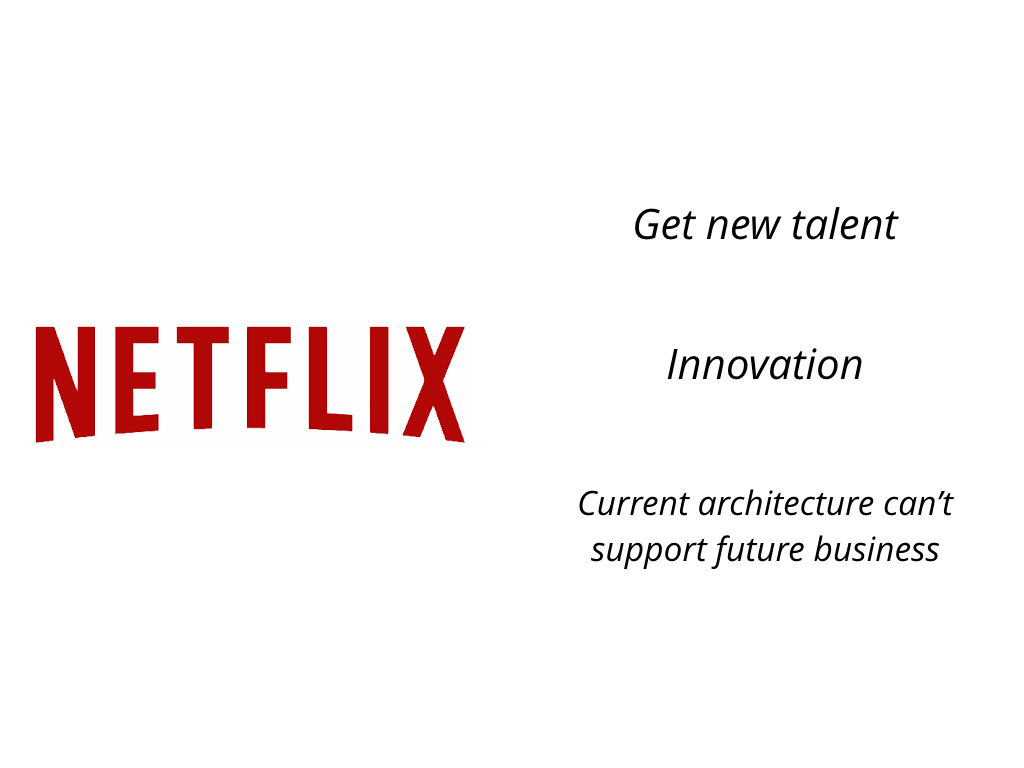 NETFLIX
Get new talent
Innovation
Current architecture can’t
support future business